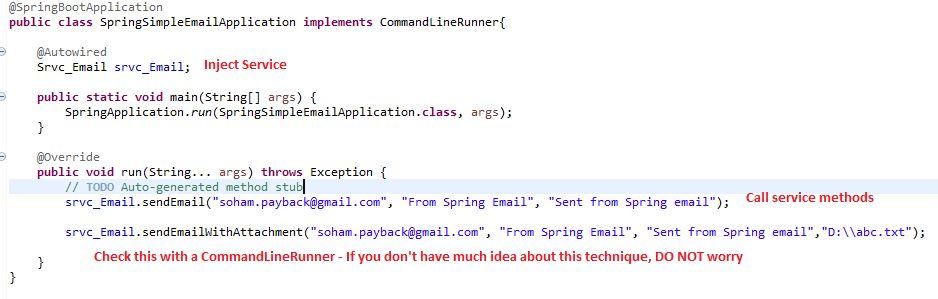 @SpringBootApplication
public class SpringSimpleEmailApplication implements CommandLineRunner{
@Autowired
Srvc_Email srvc_Email; Inject Service
public static void main(String[] args) {
SpringApplication.run(SpringSimpleEmailApplication.class, args);
}
@Override
public void run(String... args) throws Exception {
// TODO Auto-generated method stub
srvc_Email.sendEmail("soham.payback@gmail.com", "From Spring Email", "Sent from Spring email"); Call service methods
srvc_Email.sendEmailWithAttachment("soham.payback@gmail.com", "From Spring Email", "Sent from Spring email","D:\\abc.txt");
Check this with a CommandLineRunner - If you don't have much idea about this technique, DO NOT worry
}
}